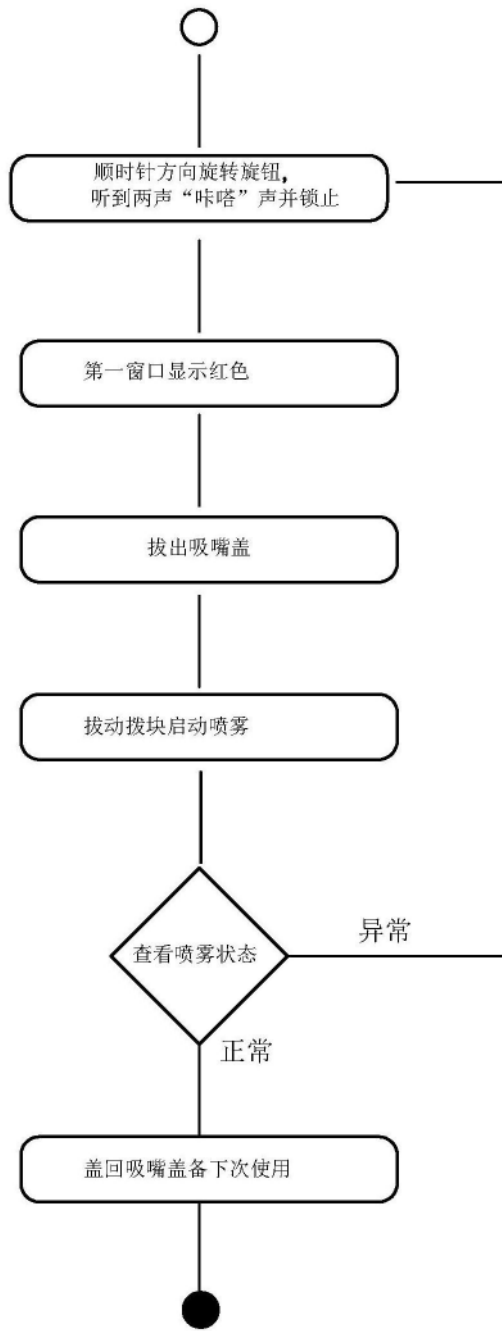 顺时针方向旋转旋钮，
听到两声“咔嗒”声并锁止
第一窗口显示红色
拔出吸嘴盖
拔动拨块启动喷雾
查看喷雾状态
异常
正常
盖回吸嘴盖备下次使用